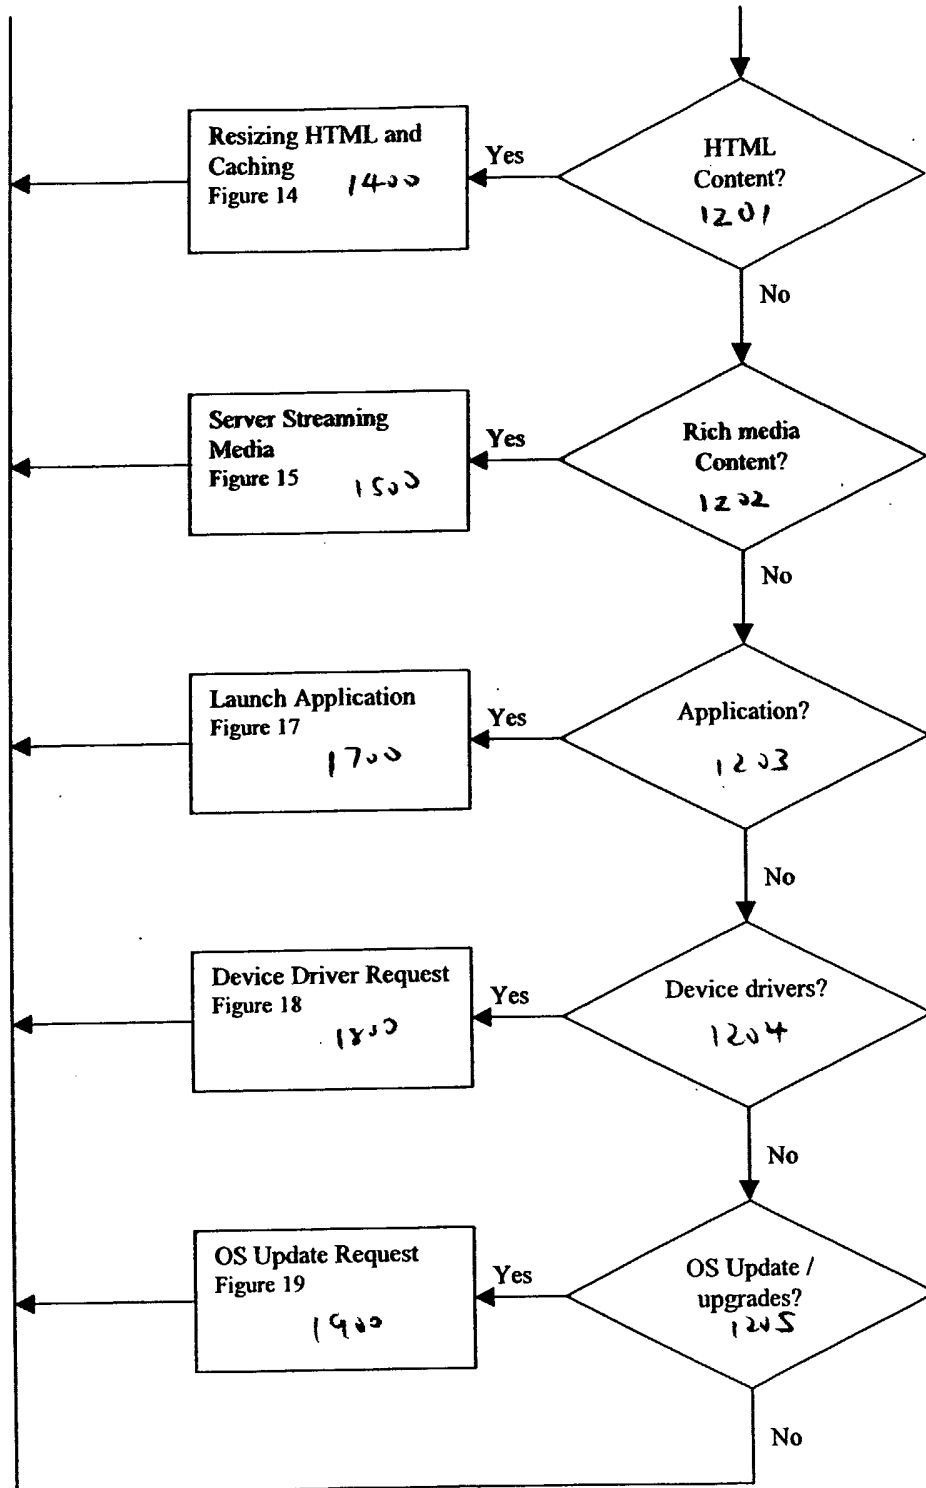 HTML
Content?
1201
Yes
Resizing HTML and
Caching
Figure 14 1400
No
Rich media
Content?
1202
Yes
Server Streaming
Media
Figure 15 1500
No
Application?
1203
Yes
Launch Application
Figure 17
1700
No
Device drivers?
1204
Yes
Device Driver Request
Figure 18
1800
No
OS Update /
upgrades?
1205
Yes
OS Update Request
Figure 19
1900
No